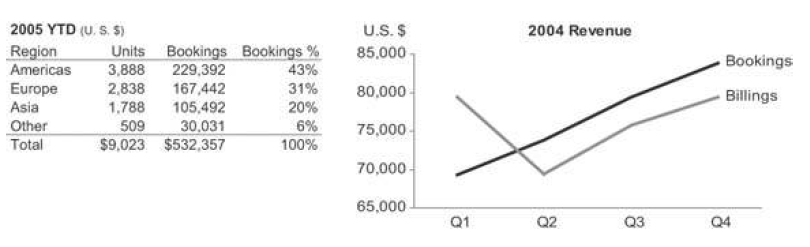 2005 YTD (U. S. $)
Region Units Bookings Bookings %
Americas 3,888 229,392 43%
Europe 2,838 167,442 31%
Asia 1,788 105,492 20%
Other 509 30,031 6%
Total $9,023 $532,357 100%
U.S. $
2004 Revenue
85,000
80,000
75,000
70,000
65,000
Bookings
Billings
Q1 Q2 Q3 Q4